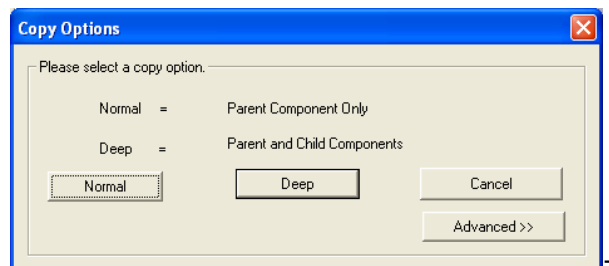 Copy Options
Please select a copy option.
Normal = Parent Component Only
Deep = Parent and Child Components
Normal Deep Cancel
Advanced >>